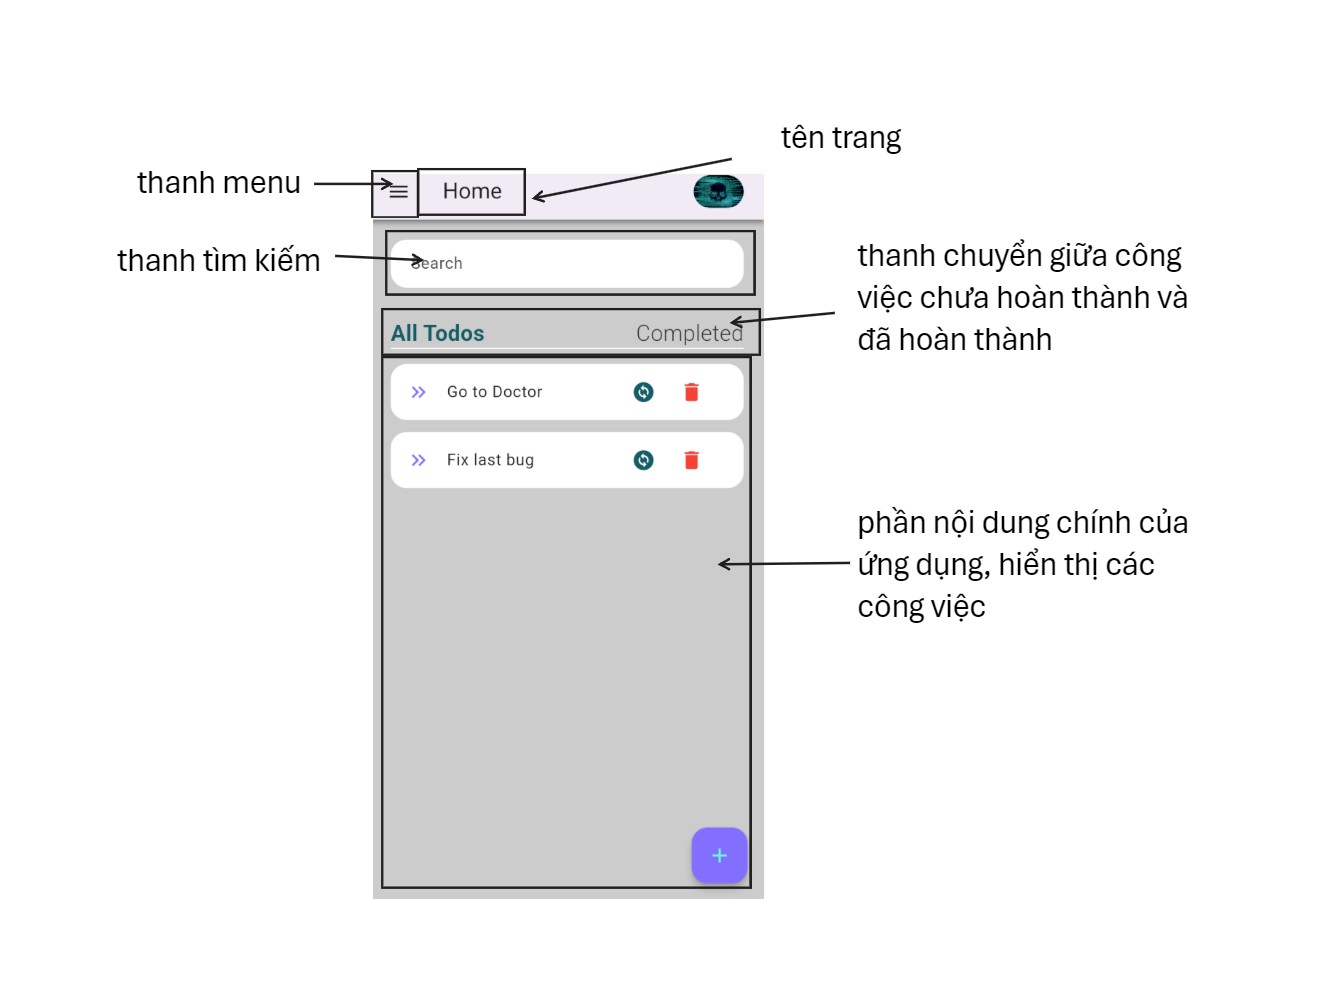 tên trang
thanh menu
Home
thanh tìm kiếm
Search
thanh chuyển giữa công
việc chưa hoàn thành và
đã hoàn thành
All Todos
Completed
Go to Doctor
Fix last bug
phần nội dung chính của
ứng dụng, hiển thị các
công việc